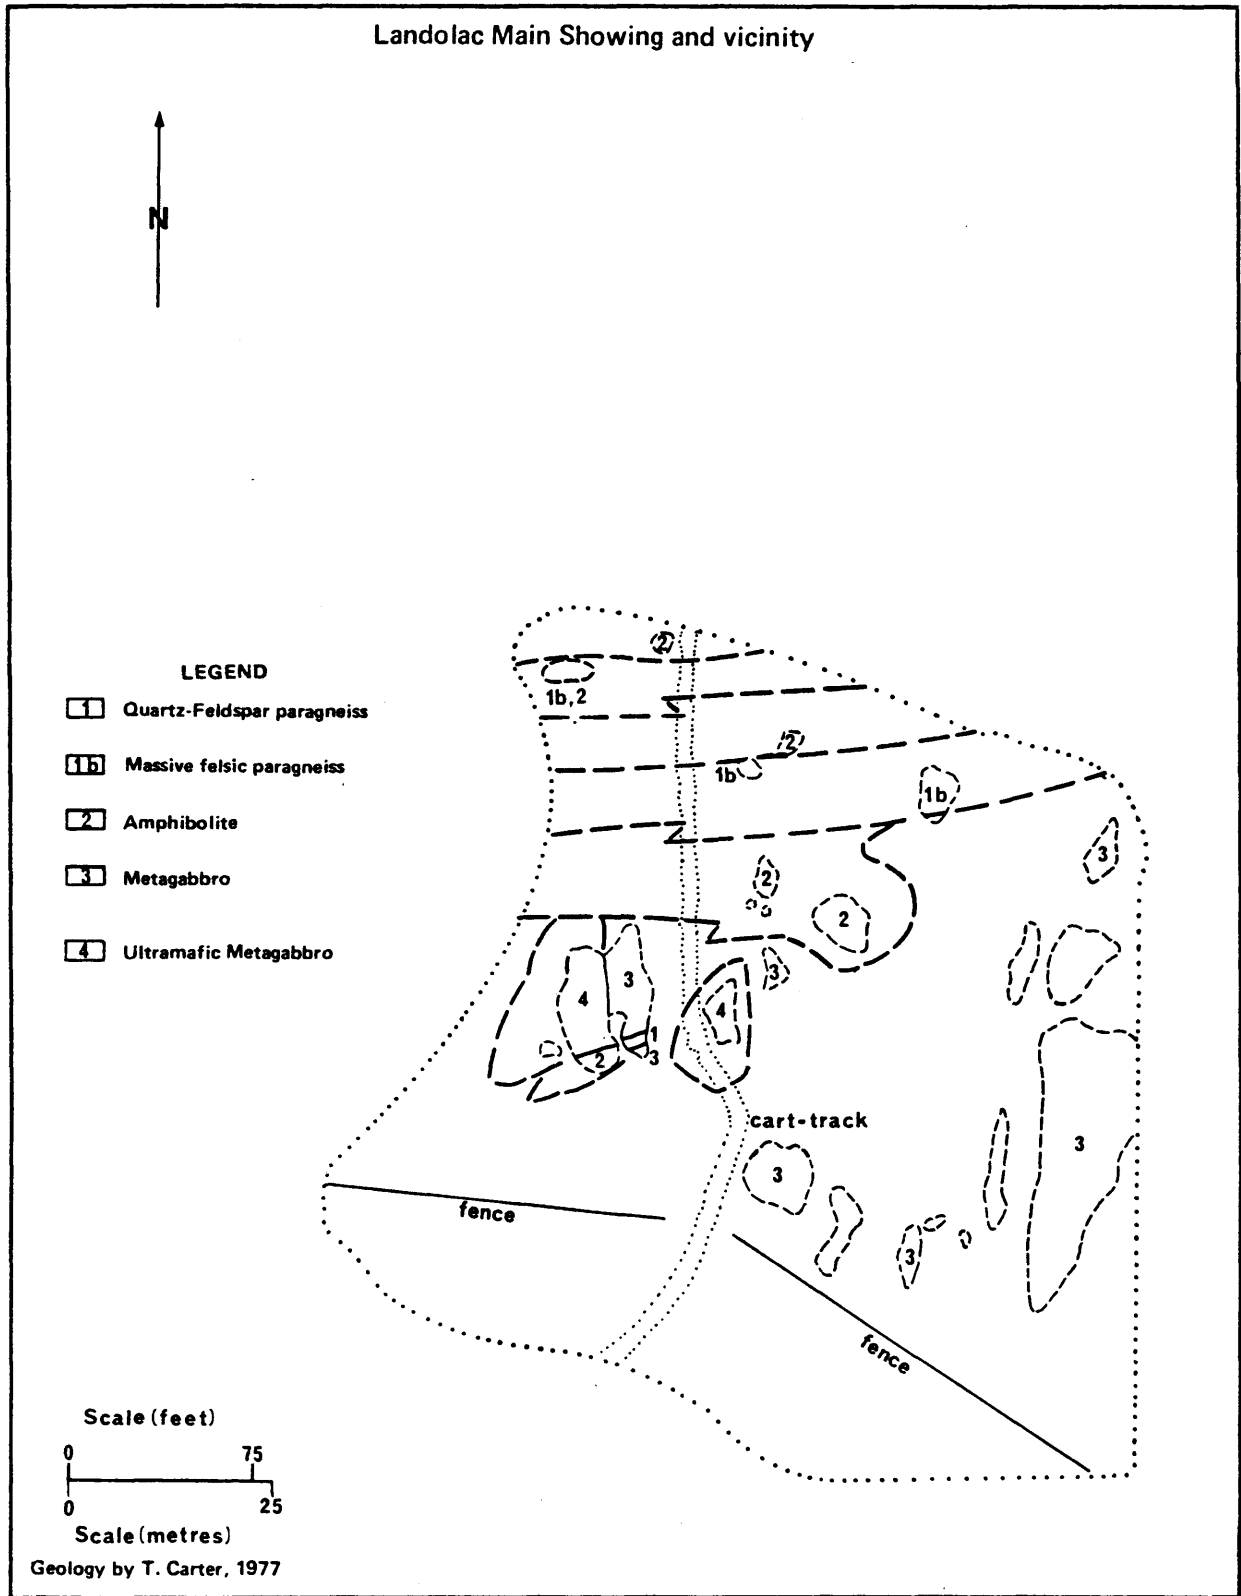 Landolac Main Showing and vicinity
N
2
1b,2
2
1b
1b
LEGEND
1 Quartz-Feldspar paragneiss
1b Massive felsic paragneiss
2 Amphibolite
3 Metagabbro
4 Ultramafic Metagabbro
3
2
2
3
3
4
4
1
2
3
cart-track
3
3
3
fence
fence
Scale (feet)
0 75
0 25
Scale (metres)
Geology by T. Carter, 1977